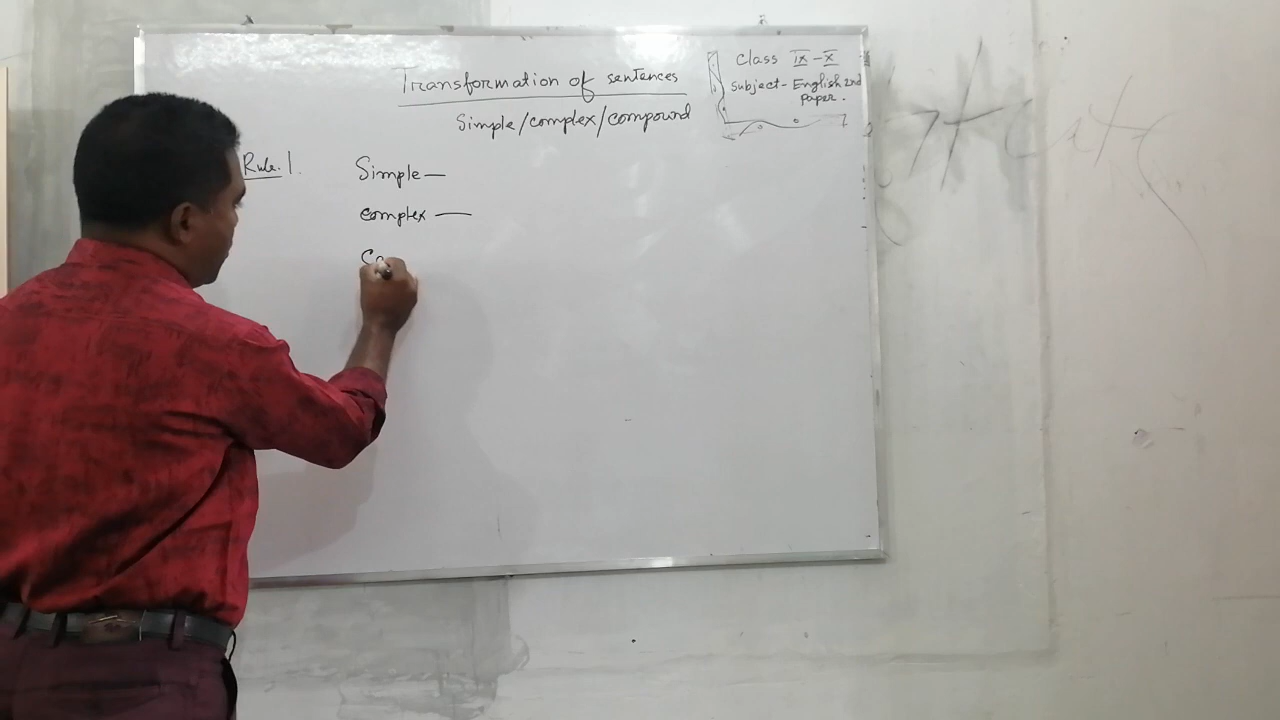 Transformation of sentences
Simple/complex/compound
Class IX - X
Subject - English 2nd
paper.
Rule. 1.
Simple —
complex —
Co